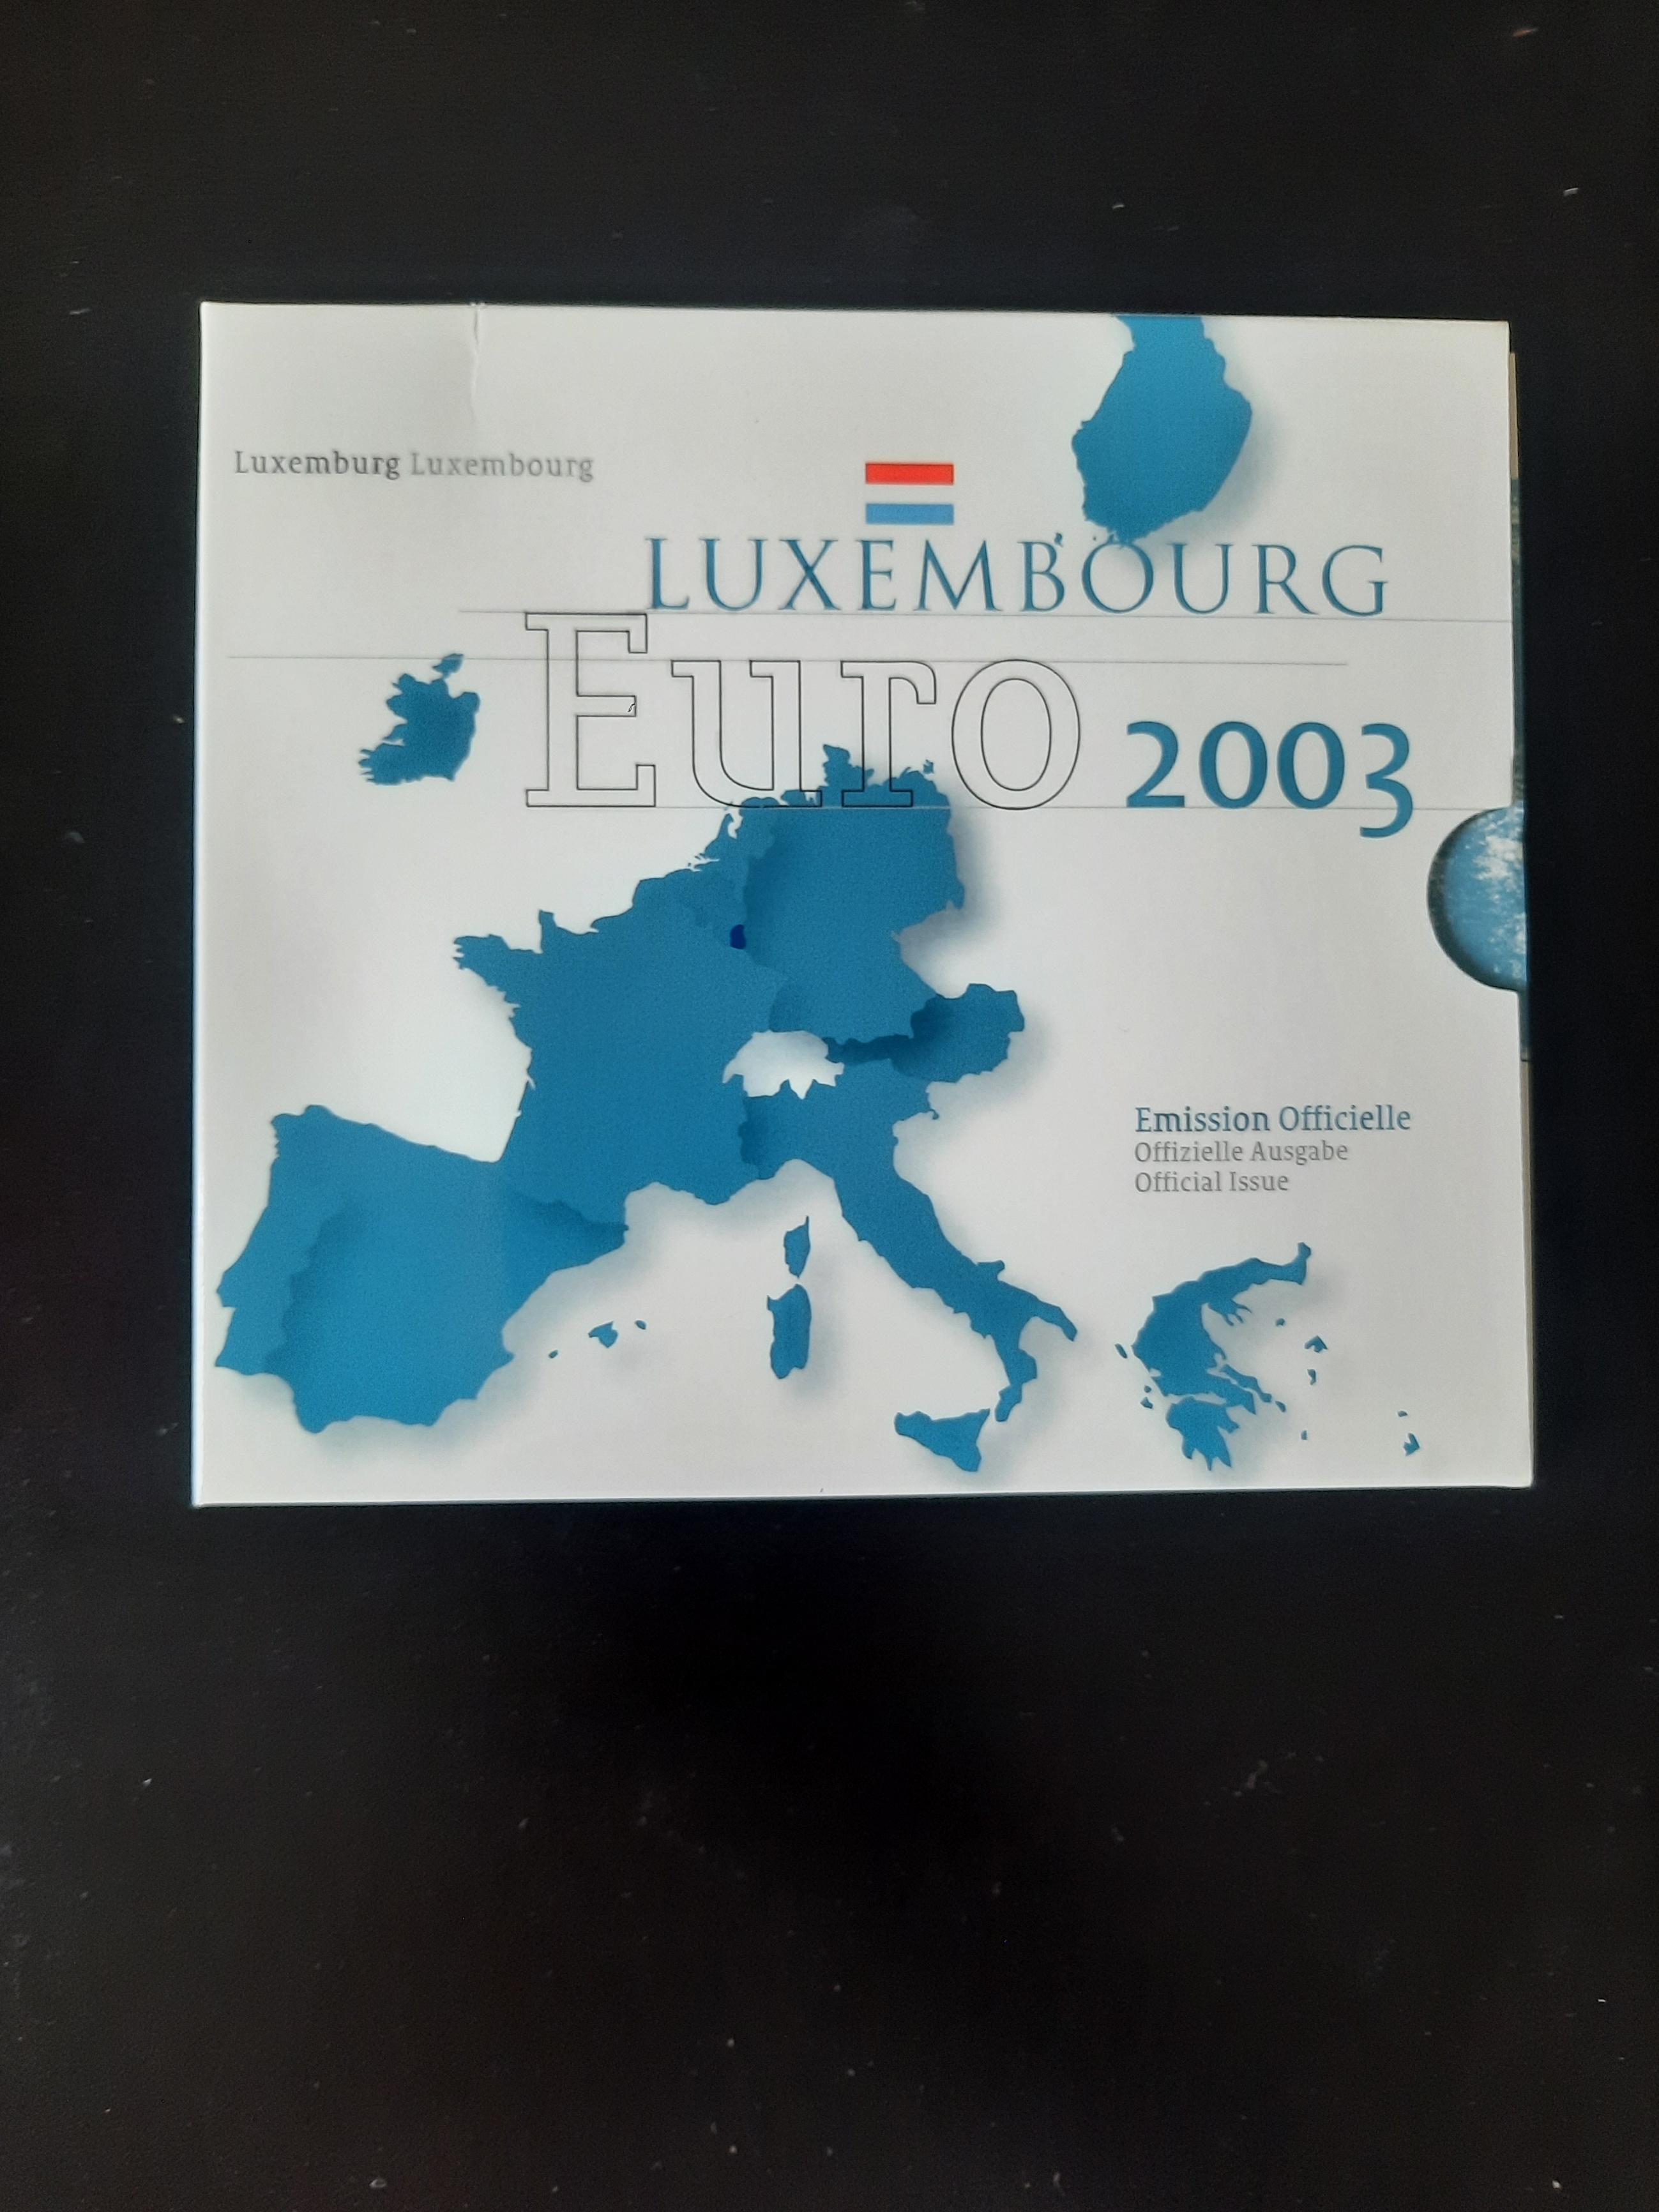 Luxemburg Luxembourg
LUXEMBOURG
Euro 2003
Emission Officielle
Offizielle Ausgabe
Official Issue